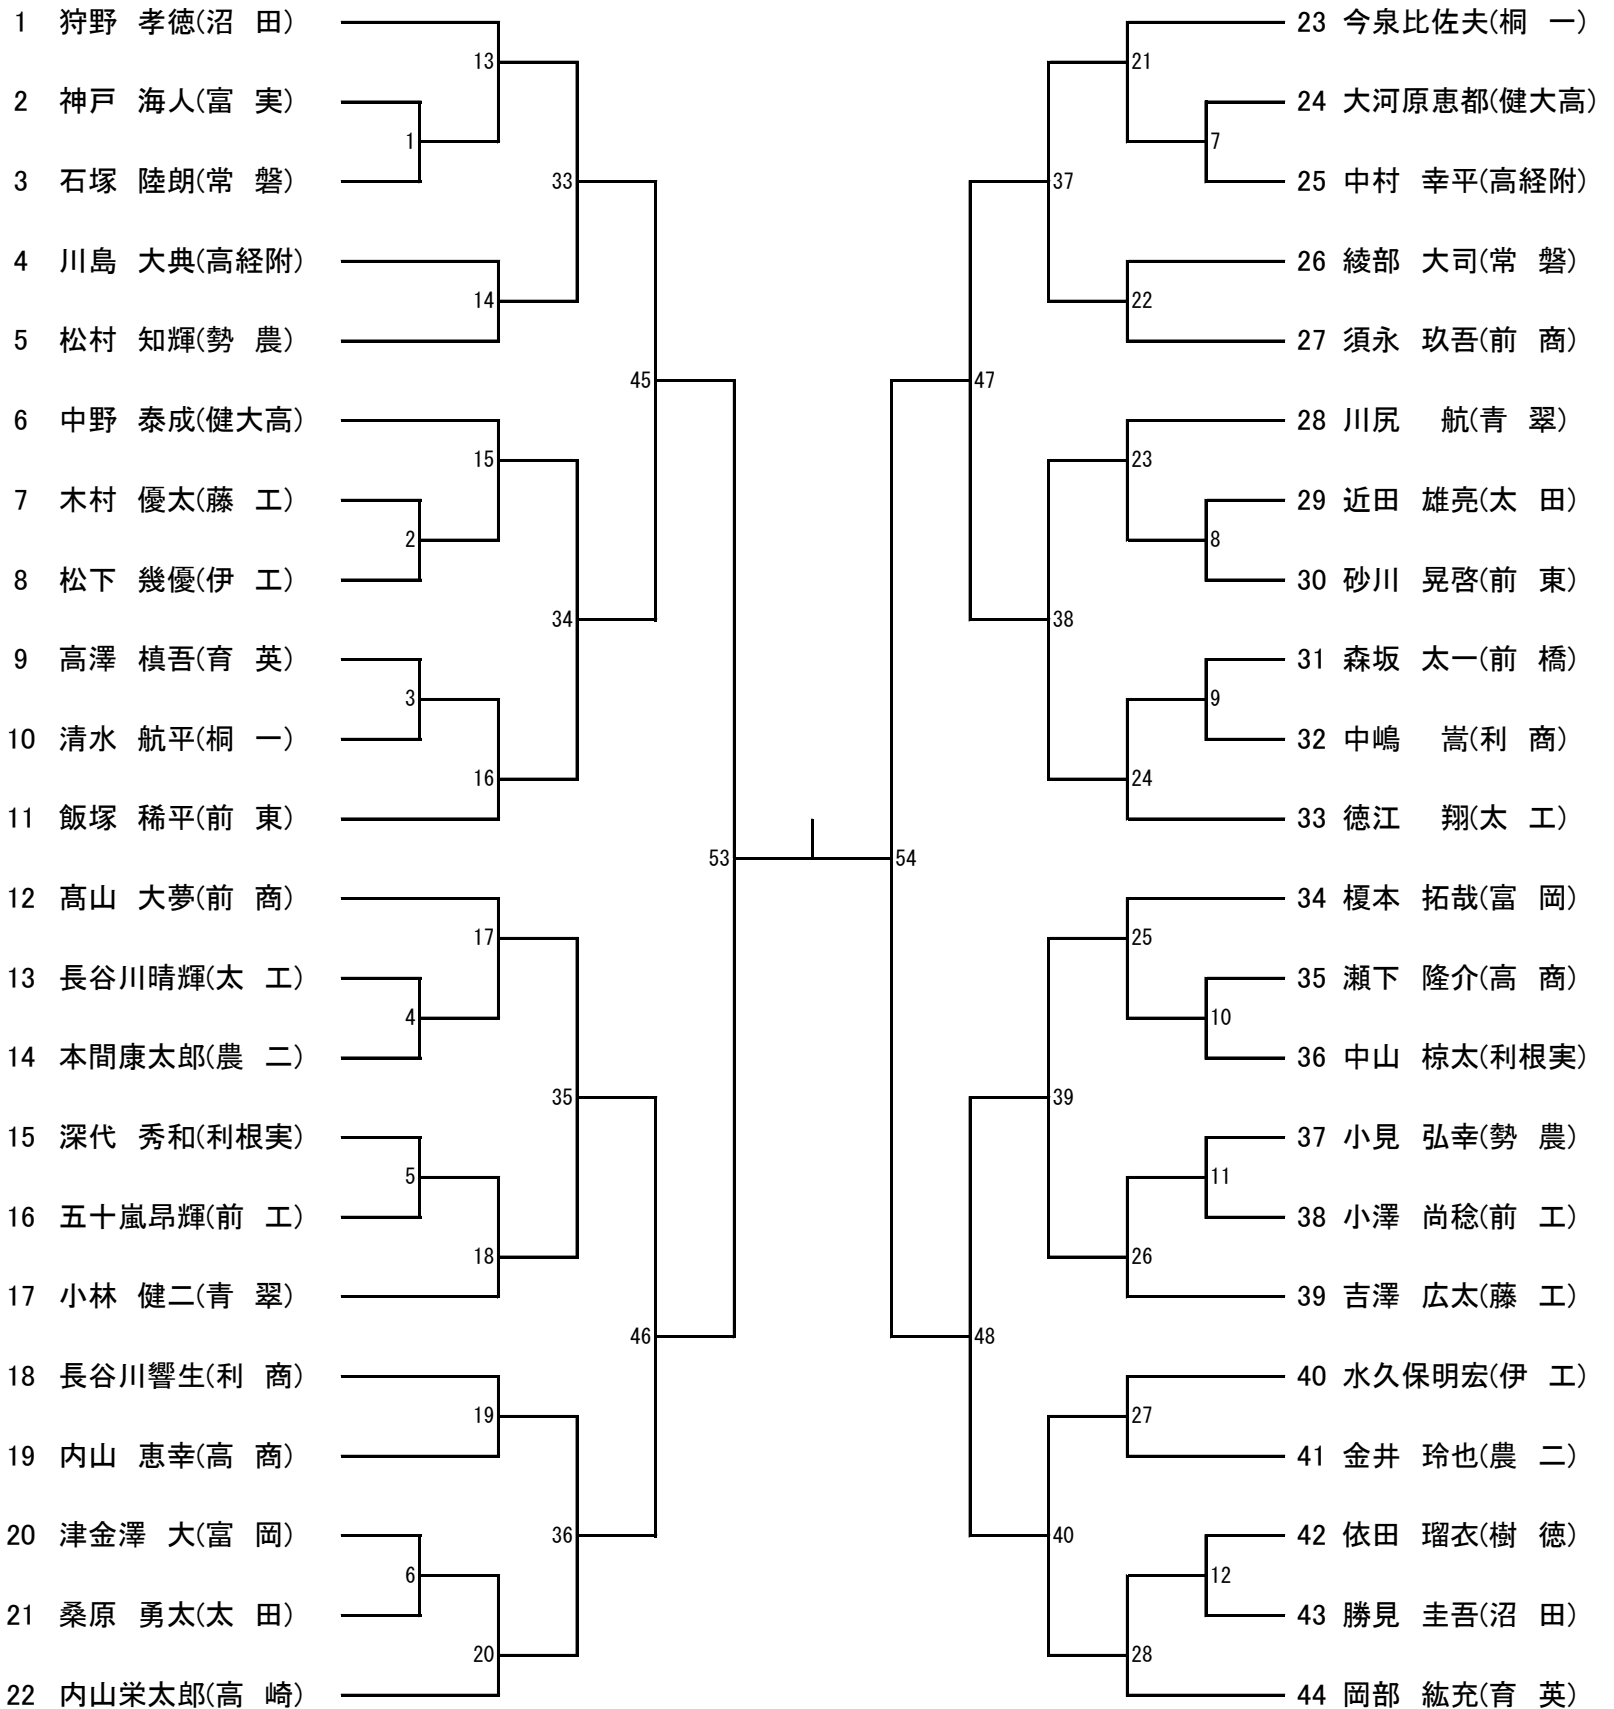 1 狩野 孝徳(沼 田)
2 神戸 海人(富 実)
3 石塚 陸朗(常 磐)
4 川島 大典(高経附)
5 松村 知輝(勢 農)
6 中野 泰成(健大高)
7 木村 優太(藤 工)
8 松下 幾優(伊 工)
9 高澤 槙吾(育 英)
10 清水 航平(桐 一)
11 飯塚 稀平(前 東)
12 髙山 大夢(前 商)
13 長谷川晴輝(太 工)
14 本間康太郎(農 二)
15 深代 秀和(利根実)
16 五十嵐昂輝(前 工)
17 小林 健二(青 翠)
18 長谷川響生(利 商)
19 内山 恵幸(高 商)
20 津金澤 大(富 岡)
21 桑原 勇太(太 田)
22 内山栄太郎(高 崎)
13
1
33
14
45
15
2
34
3
16
53
17
4
35
5
18
46
19
36
6
20
54
21
7
37
22
47
23
8
38
9
24
25
10
39
11
26
48
27
40
12
28
23 今泉比佐夫(桐 一)
24 大河原恵都(健大高)
25 中村 幸平(高経附)
26 綾部 大司(常 磐)
27 須永 玖吾(前 商)
28 川尻 航(青 翠)
29 近田 雄亮(太 田)
30 砂川 晃啓(前 東)
31 森坂 太一(前 橋)
32 中嶋 嵩(利 商)
33 徳江 翔(太 工)
34 榎本 拓哉(富 岡)
35 瀬下 隆介(高 商)
36 中山 椋太(利根実)
37 小見 弘幸(勢 農)
38 小澤 尚稔(前 工)
39 吉澤 広太(藤 工)
40 水久保明宏(伊 工)
41 金井 玲也(農 二)
42 依田 瑠衣(樹 徳)
43 勝見 圭吾(沼 田)
44 岡部 紘充(育 英)